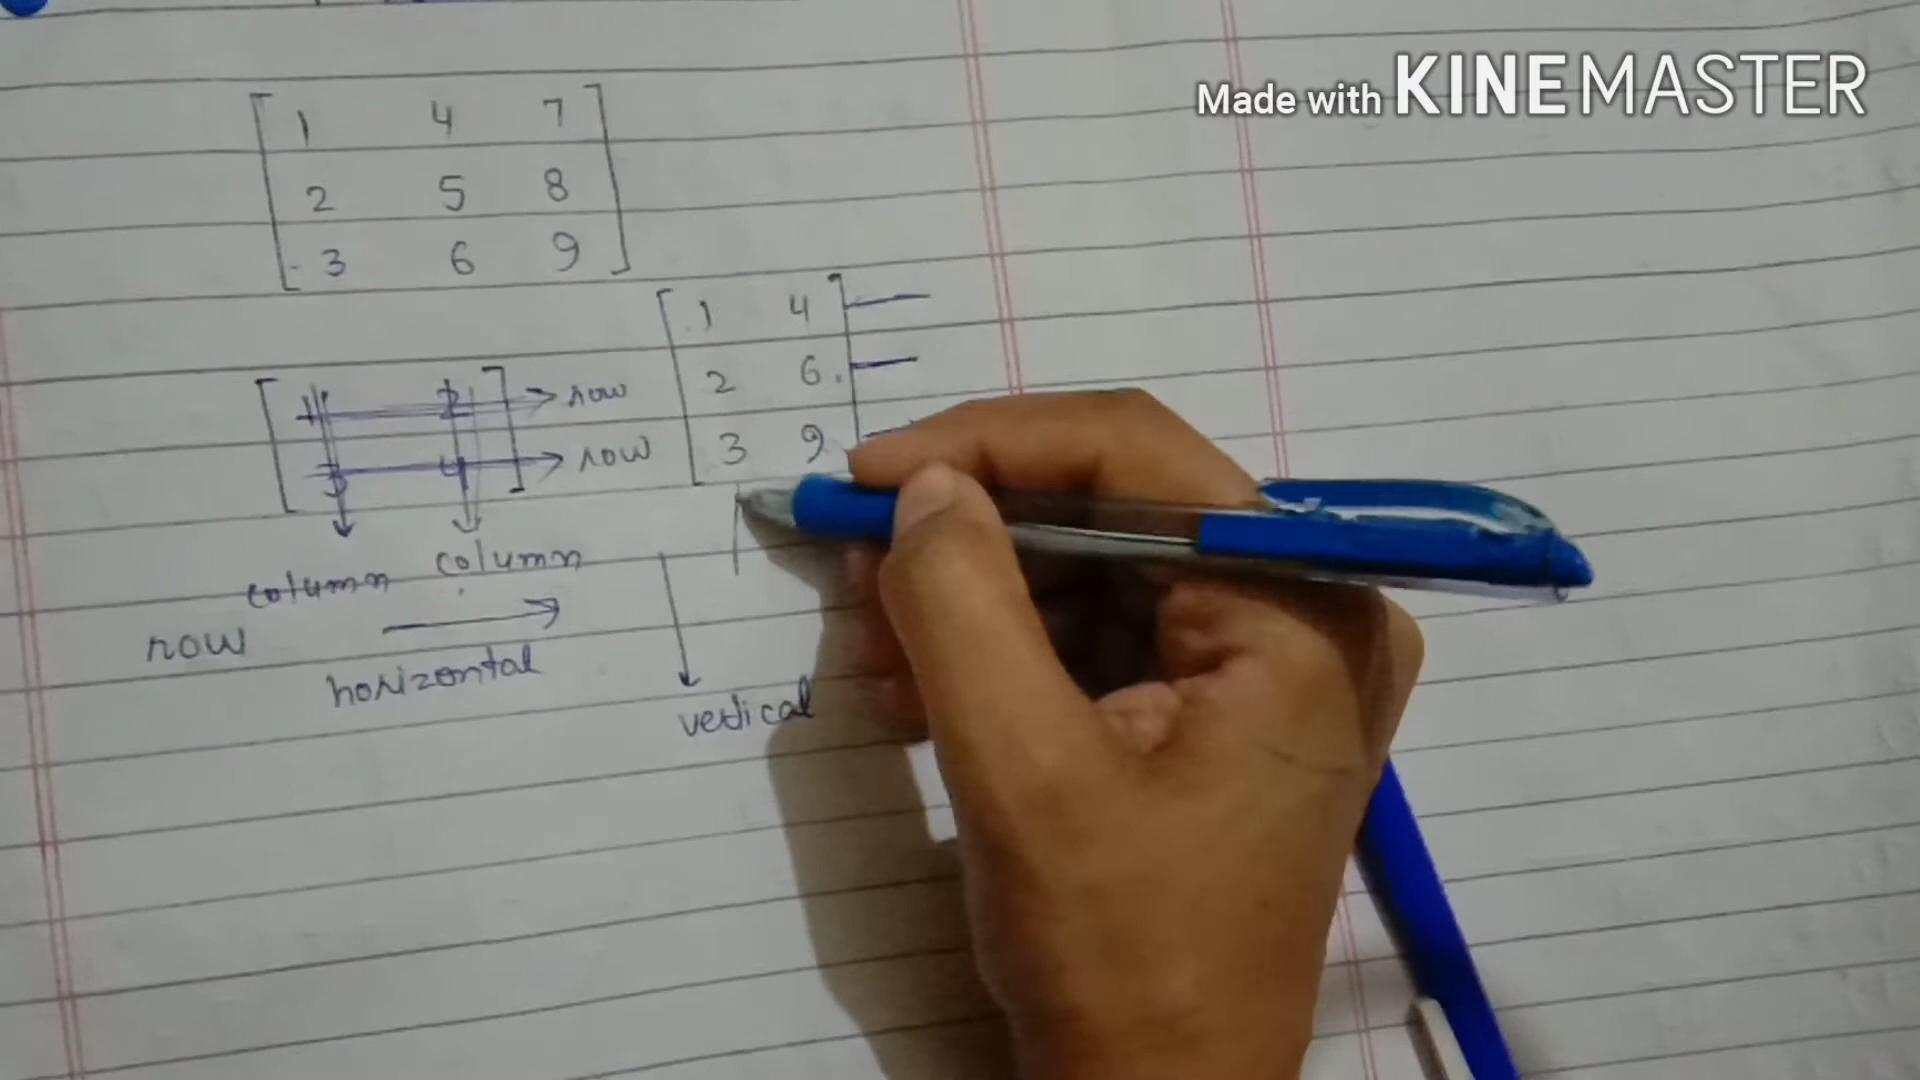 Made with KINEMASTER
1 4 7
2 5 8
3 6 9
1 4
2 6
3 9
1 2 row
3 4 row
column column
row
horizontal
vertical